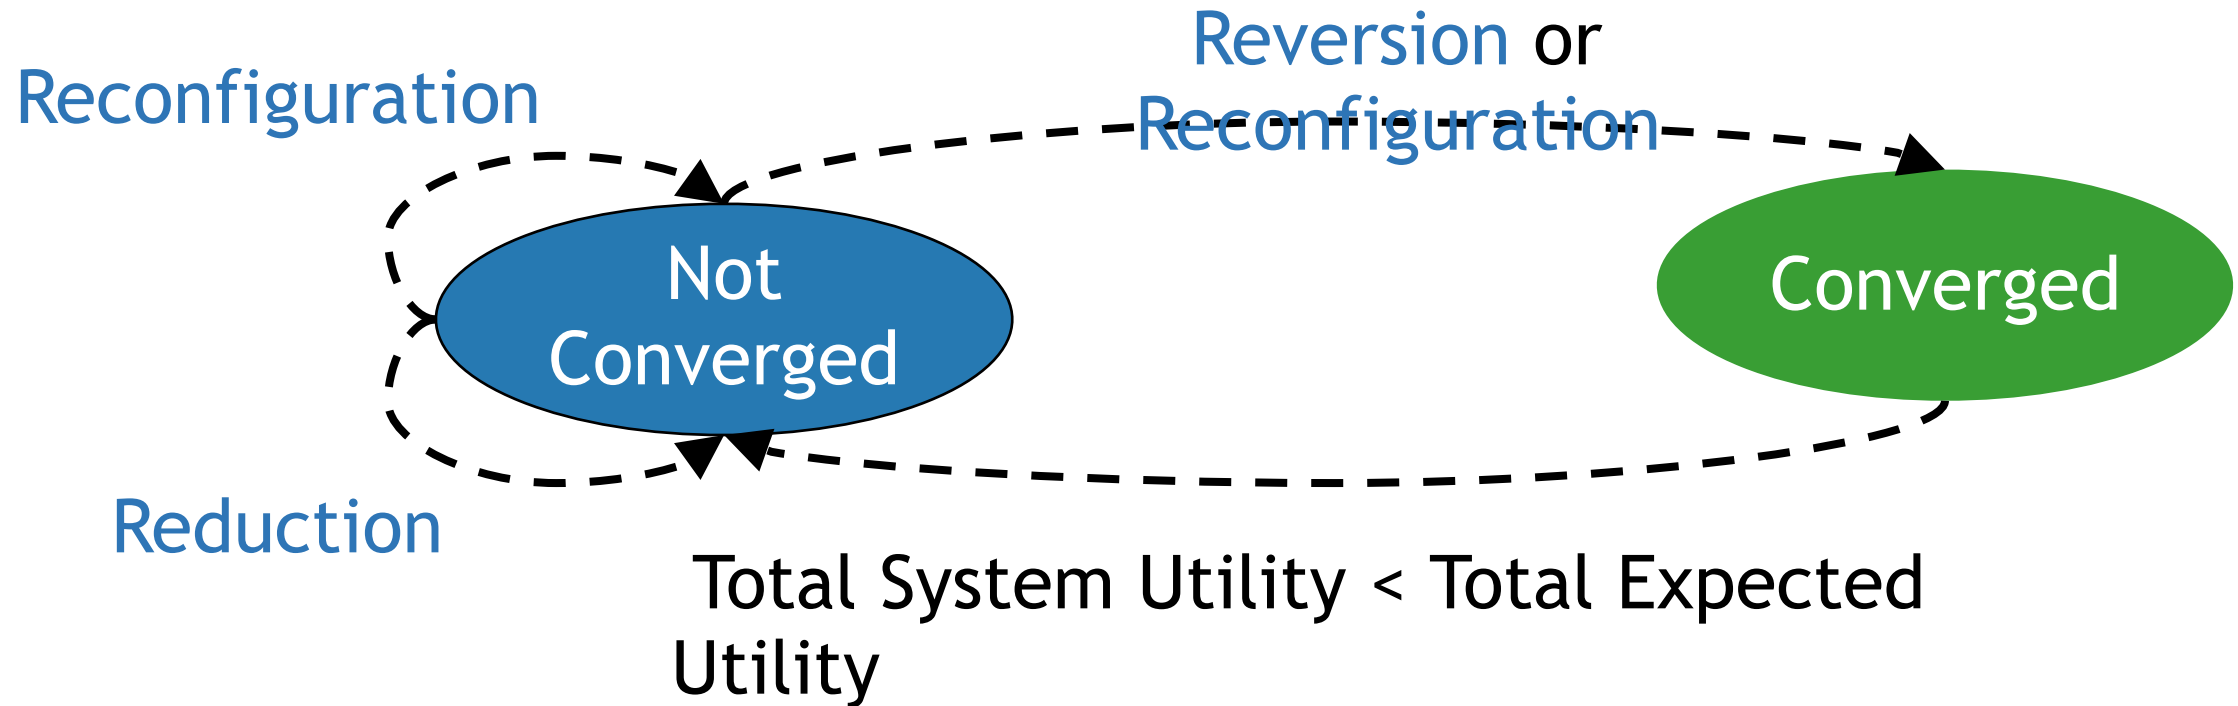 Reversion or
Reconfiguration
Reconfiguration
Not
Converged
Converged
Reduction
Total System Utility < Total Expected
Utility